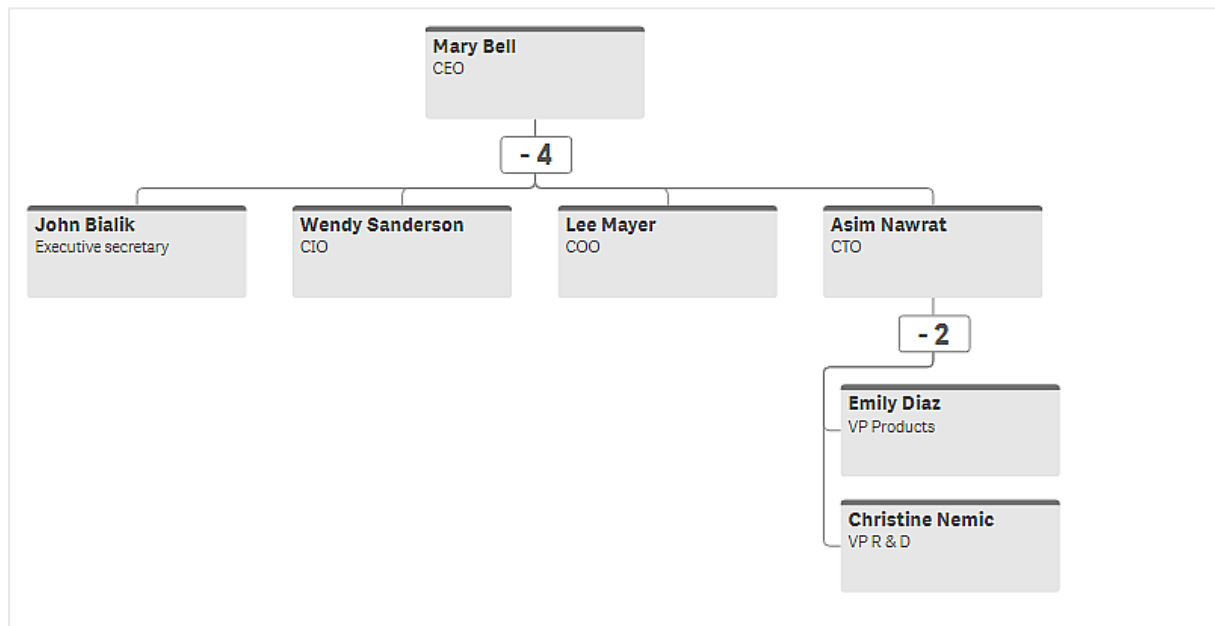 Mary Bell
CEO
- 4
John Bialik
Executive secretary
Wendy Sanderson
CIO
Lee Mayer
COO
Asim Nawrat
CTO
- 2
Emily Diaz
VP Products
Christine Nemic
VP R & D